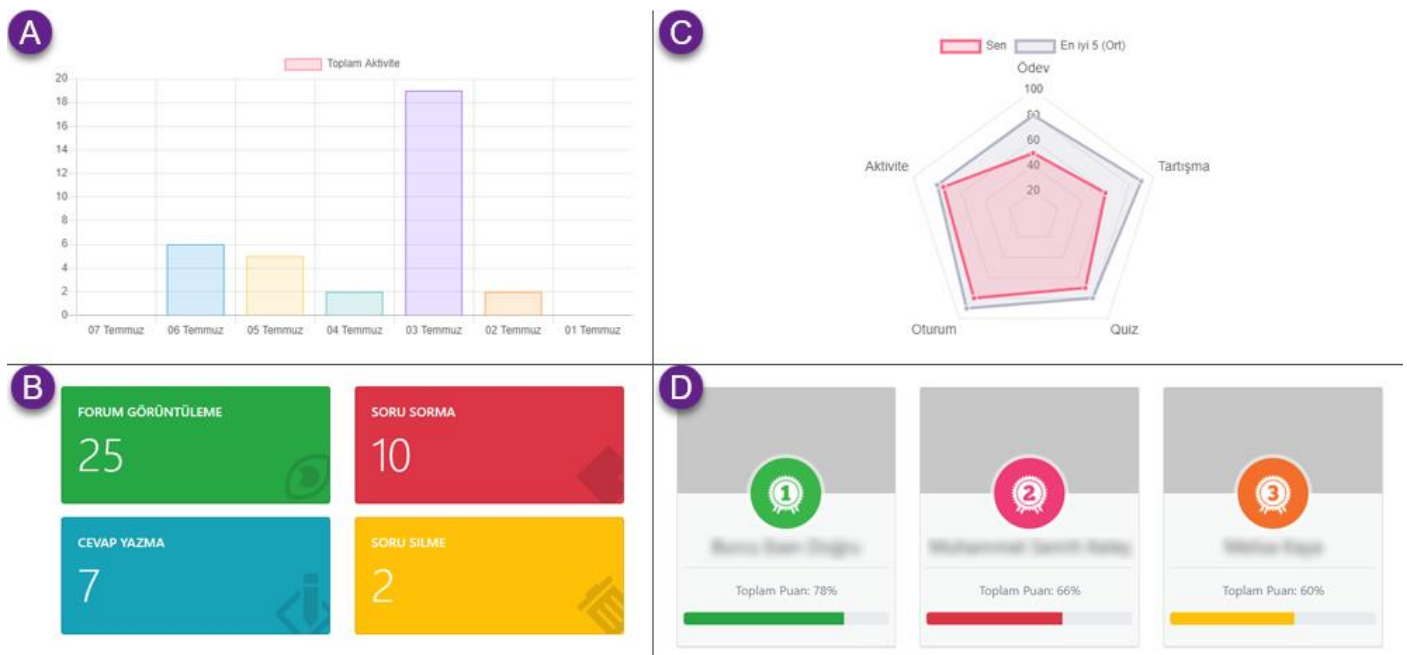 A
Toplam Aktivite
20
18
16
14
12
10
8
6
4
2
0
07 Temmuz 06 Temmuz 05 Temmuz 04 Temmuz 03 Temmuz 02 Temmuz 01 Temmuz
C
Sen En iyi 5 (Ort)
Ödev
100
80
60
40
20
Aktivite
Tartışma
Oturum
Quiz
B
FORUM GÖRÜNTÜLEME
25
SORU SORMA
10
CEVAP YAZMA
7
SORU SILME
2
D
1
2
3
Toplam Puan: 78%
Toplam Puan: 66%
Toplam Puan: 60%